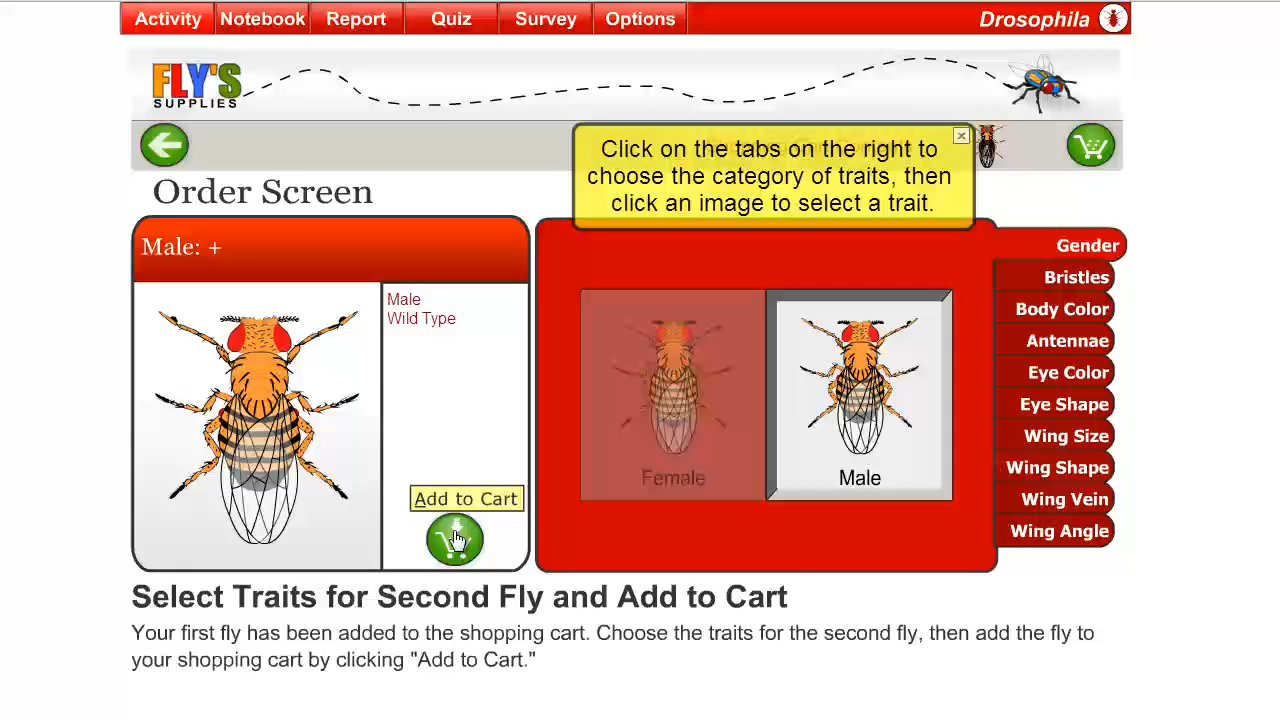 Activity
Notebook
Report
Quiz
Survey
Options
Drosophila
FLY'S
SUPPLIES
Click on the tabs on the right to
choose the category of traits, then
click an image to select a trait.
Order Screen
Male: +
Male
Wild Type
Add to Cart
Female
Male
Gender
Bristles
Body Color
Antennae
Eye Color
Eye Shape
Wing Size
Wing Shape
Wing Vein
Wing Angle
Select Traits for Second Fly and Add to Cart
Your first fly has been added to the shopping cart. Choose the traits for the second fly, then add the fly to
your shopping cart by clicking "Add to Cart."